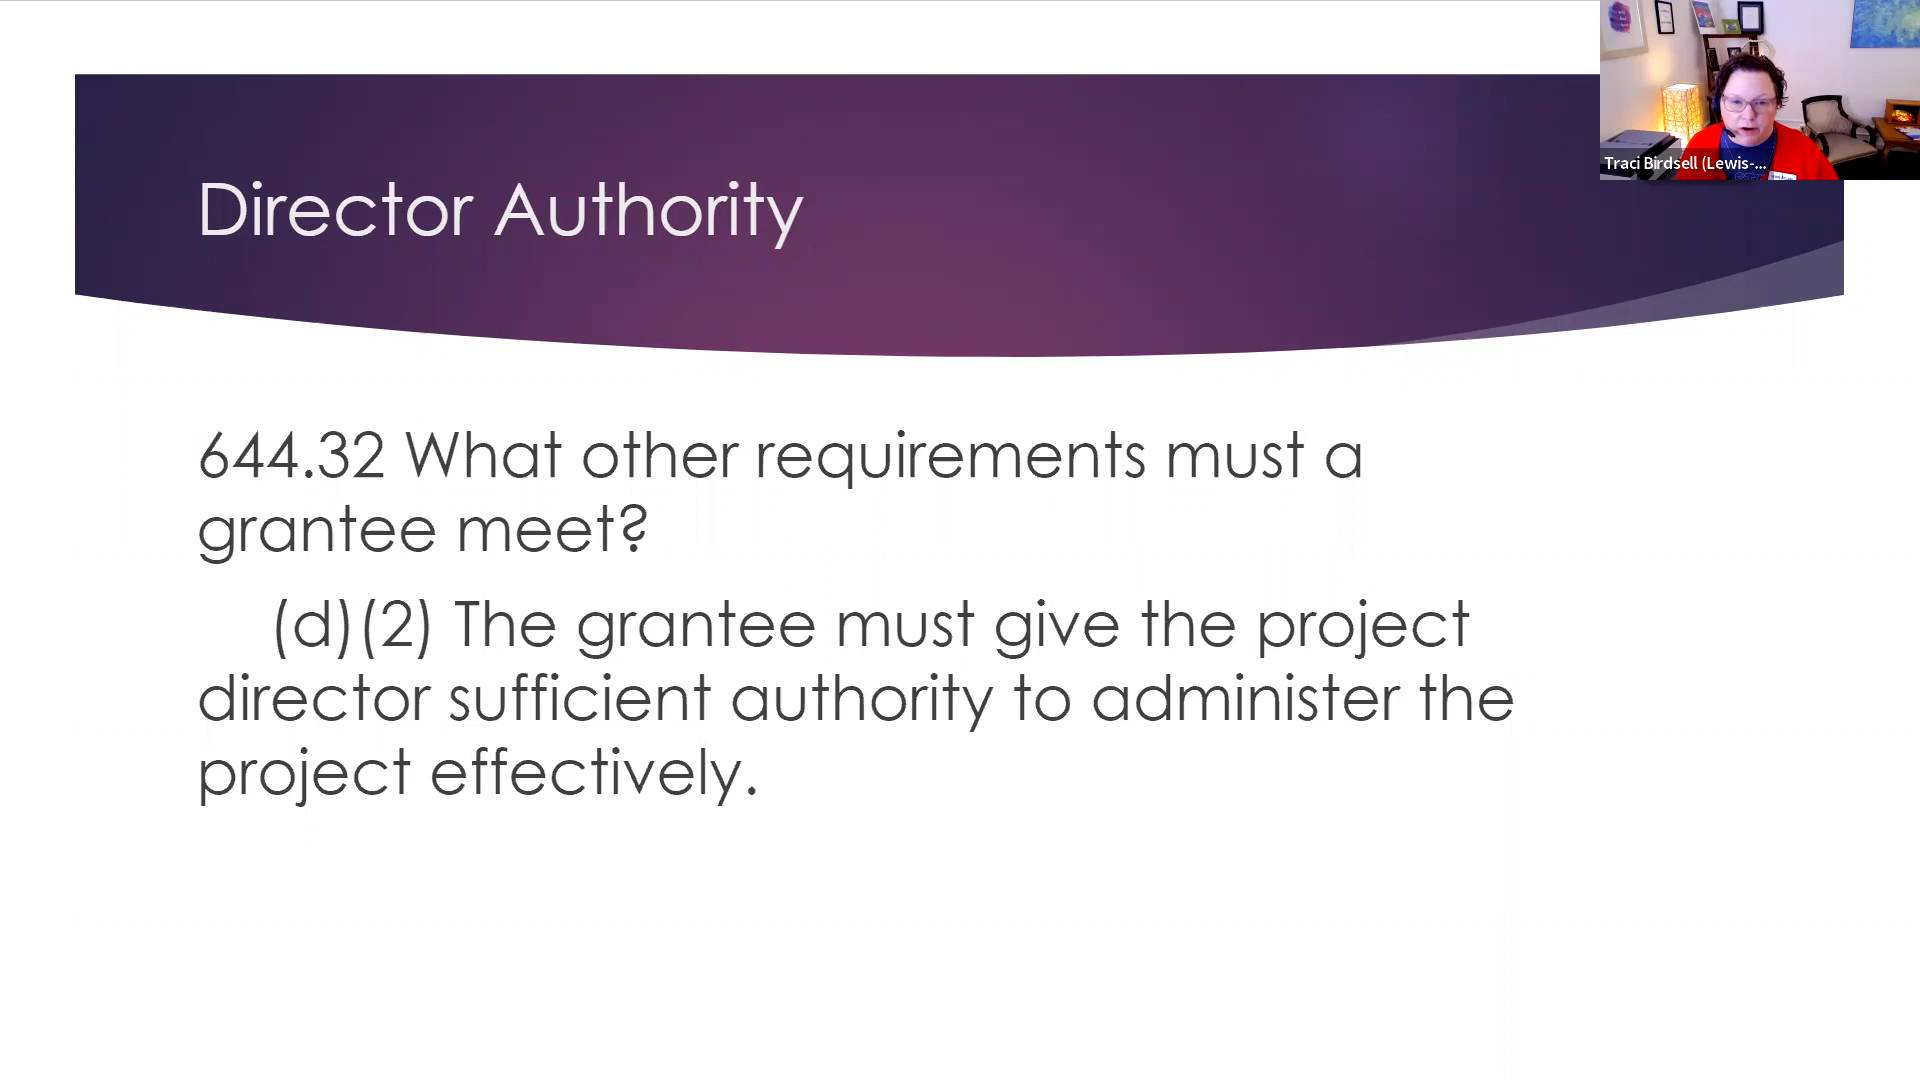 Traci Birdsell (Lewis-...
Director Authority
644.32 What other requirements must a
grantee meet?
(d)(2) The grantee must give the project
director sufficient authority to administer the
project effectively.